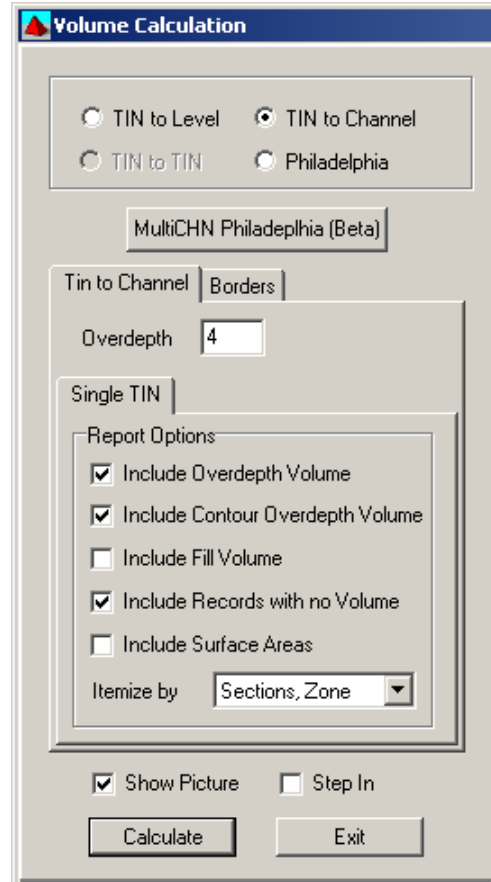 Volume Calculation
TIN to Level TIN to Channel
TIN to TIN Philadelphia
MultiCHN Philadeplhia (Beta)
Tin to Channel Borders
Overdepth 4
Single TIN
Report Options
Include Overdepth Volume
Include Contour Overdepth Volume
Include Fill Volume
Include Records with no Volume
Include Surface Areas
Itemize by Sections, Zone
Show Picture Step In
Calculate Exit